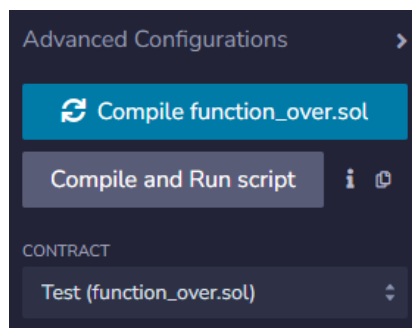 Advanced Configurations
Compile function_over.sol
Compile and Run script
CONTRACT
Test (function_over.sol)